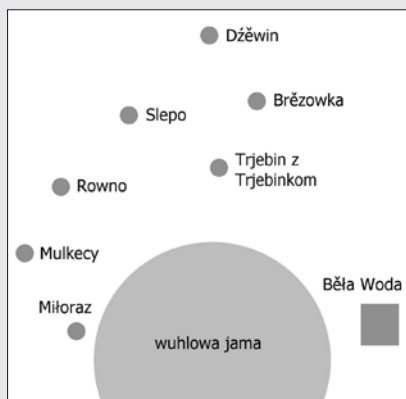 Dźěwin
Brězowka
Slepo
Trjebin z
Trjebinkom
Rowno
Mulkecy
Běła Woda
Miłoraz
wuhlowa jama